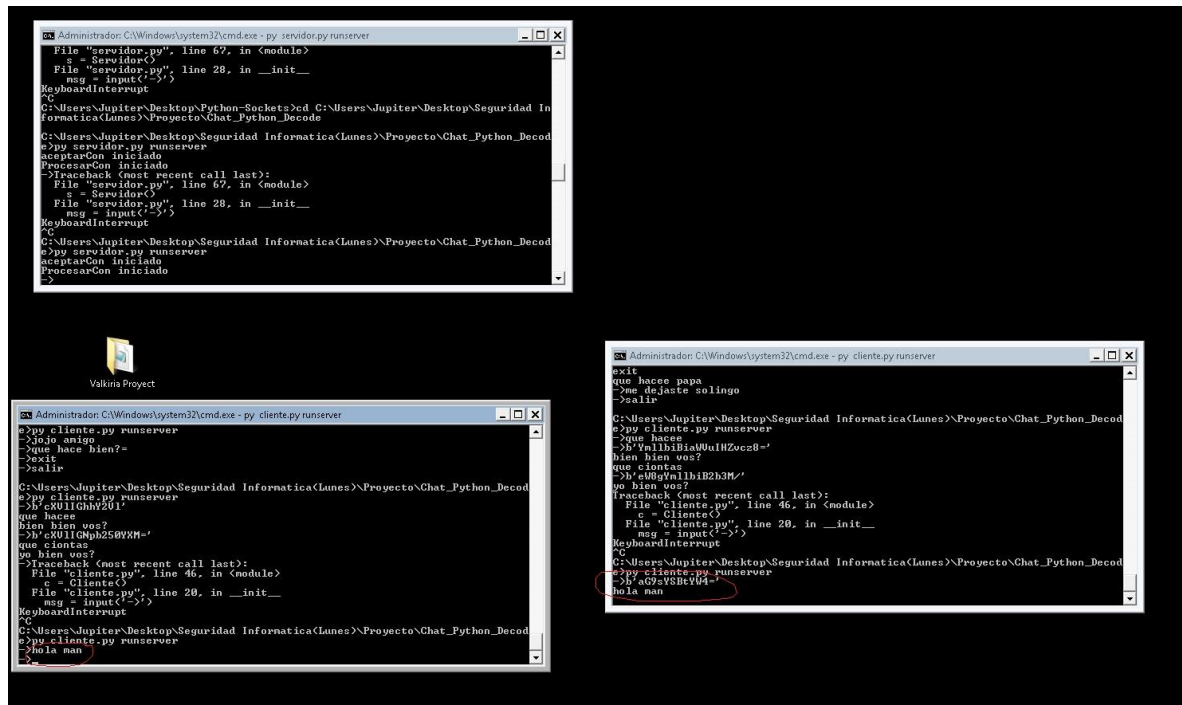 Administrador: C:\Windows\system32\cmd.exe - py servidor.py runserver
File "servidor.py", line 67, in <module>
s = Servidor()
File "servidor.py", line 28, in __init__
msg = input('->')
KeyboardInterrupt
^C
C:\Users\Jupiter\Desktop\Python-Sockets>cd C:\Users\Jupiter\Desktop\Seguridad In
formatica(Lunes)\Proyecto\Chat_Python_Decode
C:\Users\Jupiter\Desktop\Seguridad Informatica(Lunes)\Proyecto\Chat_Python_Decod
e>py servidor.py runserver
aceptarCon iniciado
ProcesarCon iniciado
->Traceback (most recent call last):
File "servidor.py", line 67, in <module>
s = Servidor()
File "servidor.py", line 28, in __init__
msg = input('->')
KeyboardInterrupt
^C
C:\Users\Jupiter\Desktop\Seguridad Informatica(Lunes)\Proyecto\Chat_Python_Decod
e>py servidor.py runserver
aceptarCon iniciado
ProcesarCon iniciado
->
Valkiria Proyect
Administrador: C:\Windows\system32\cmd.exe - py cliente.py runserver
e>py cliente.py runserver
->jojo amigo
->que hace bien?=
->exit
->salir
C:\Users\Jupiter\Desktop\Seguridad Informatica(Lunes)\Proyecto\Chat_Python_Decod
e>py cliente.py runserver
->b'cXVlIGhhY2Vl'
que hacee
bien bien vos?
->b'cXVlIGNpb250YXM='
que ciontas
yo bien vos?
->Traceback (most recent call last):
File "cliente.py", line 46, in <module>
c = Cliente()
File "cliente.py", line 20, in __init__
msg = input('->')
KeyboardInterrupt
^C
C:\Users\Jupiter\Desktop\Seguridad Informatica(Lunes)\Proyecto\Chat_Python_Decod
e>py cliente.py runserver
->hola man
->_
Administrador: C:\Windows\system32\cmd.exe - py cliente.py runserver
exit
que hacee papa
->me dejaste solingo
->salir
C:\Users\Jupiter\Desktop\Seguridad Informatica(Lunes)\Proyecto\Chat_Python_Decod
e>py cliente.py runserver
->que hacee
->b'YmllbiBiaWVuIHZvcz8='
bien bien vos?
que ciontas
->b'eW8gYmllbiB2b3M/'
yo bien vos?
Traceback (most recent call last):
File "cliente.py", line 46, in <module>
c = Cliente()
File "cliente.py", line 20, in __init__
msg = input('->')
KeyboardInterrupt
^C
C:\Users\Jupiter\Desktop\Seguridad Informatica(Lunes)\Proyecto\Chat_Python_Decod
e>py cliente.py runserver
->b'aG9sYSBtYW4='
hola man